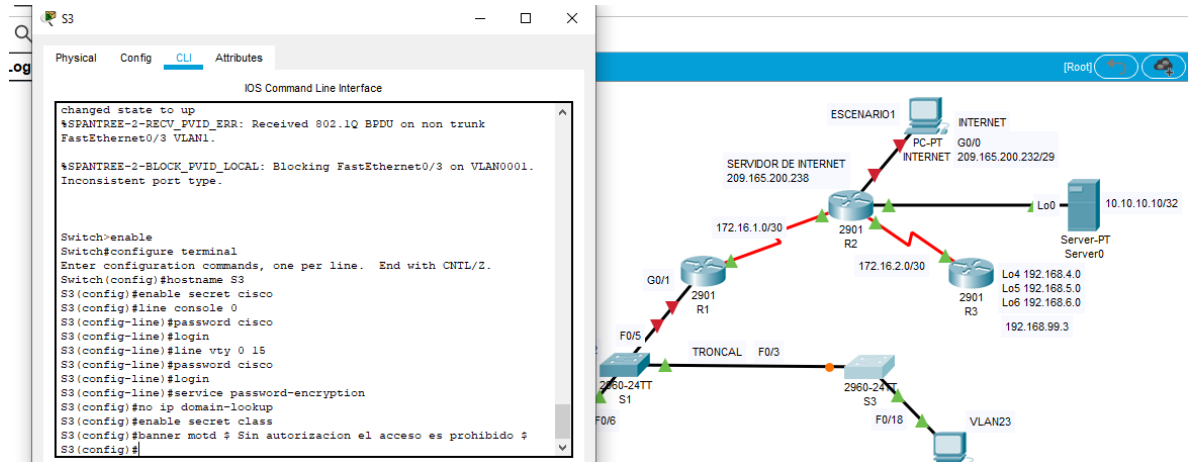 S3
Physical Config CLI Attributes
IOS Command Line Interface
changed state to up
%SPANTREE-2-RECV_PVID_ERR: Received 802.1Q BPDU on non trunk
FastEthernet0/3 VLAN1.
%SPANTREE-2-BLOCK_PVID_LOCAL: Blocking FastEthernet0/3 on VLAN0001.
Inconsistent port type.
Switch>enable
Switch#configure terminal
Enter configuration commands, one per line. End with CNTL/Z.
Switch(config)#hostname S3
S3(config)#enable secret cisco
S3(config)#line console 0
S3(config-line)#password cisco
S3(config-line)#login
S3(config-line)#line vty 0 15
S3(config-line)#password cisco
S3(config-line)#login
S3(config-line)#service password-encryption
S3(config)#no ip domain-lookup
S3(config)#enable secret class
S3(config)#banner motd $ Sin autorizacion el acceso es prohibido $
S3(config)#
[Root]
ESCENARIO1
INTERNET
PC-PT
G0/0
INTERNET
209.165.200.232/29
SERVIDOR DE INTERNET
209.165.200.238
Lo0
10.10.10.10/32
Server-PT
Server0
172.16.1.0/30
2901
R2
172.16.2.0/30
G0/1
2901
R1
2901
R3
Lo4 192.168.4.0
Lo5 192.168.5.0
Lo6 192.168.6.0
192.168.99.3
F0/5
TRONCAL F0/3
2960-24TT
S1
2960-24TT
S3
F0/6
F0/18
VLAN23